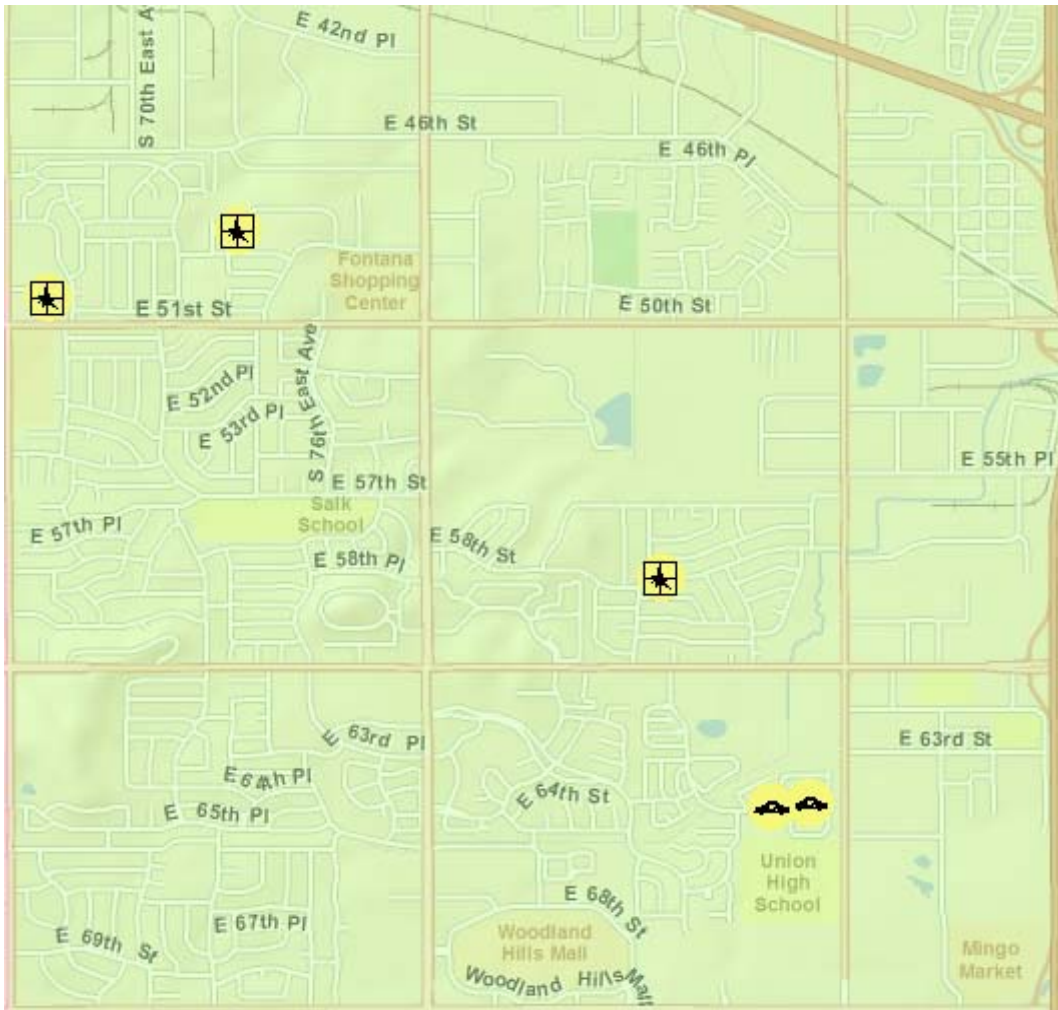 E 42nd Pl
S 70th East A
E 46th St
E 46th Pl
Fontana
Shopping
Center
E 51st St
E 50th St
E 52nd Pl
E 53rd Pl
S 76th East Ave
E 57th St
E 55th Pl
Salk
School
E 57th Pl
E 58th Pl
E 58th St
E 63rd Pl
E 63rd St
E 64th Pl
E 64th St
E 65th Pl
Union
High
School
E 68th St
E 67th Pl
E 69th St
Woodland
Hills Mall
Woodland Hills Mall
Mingo
Market